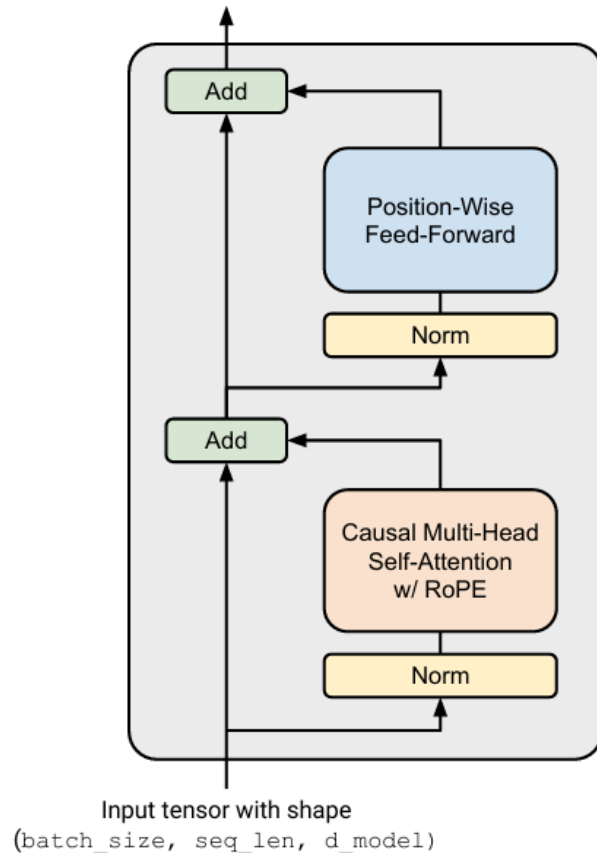 Add
Position-Wise
Feed-Forward
Norm
Add
Causal Multi-Head
Self-Attention
w/ RoPE
Norm
Input tensor with shape
(batch_size, seq_len, d_model)